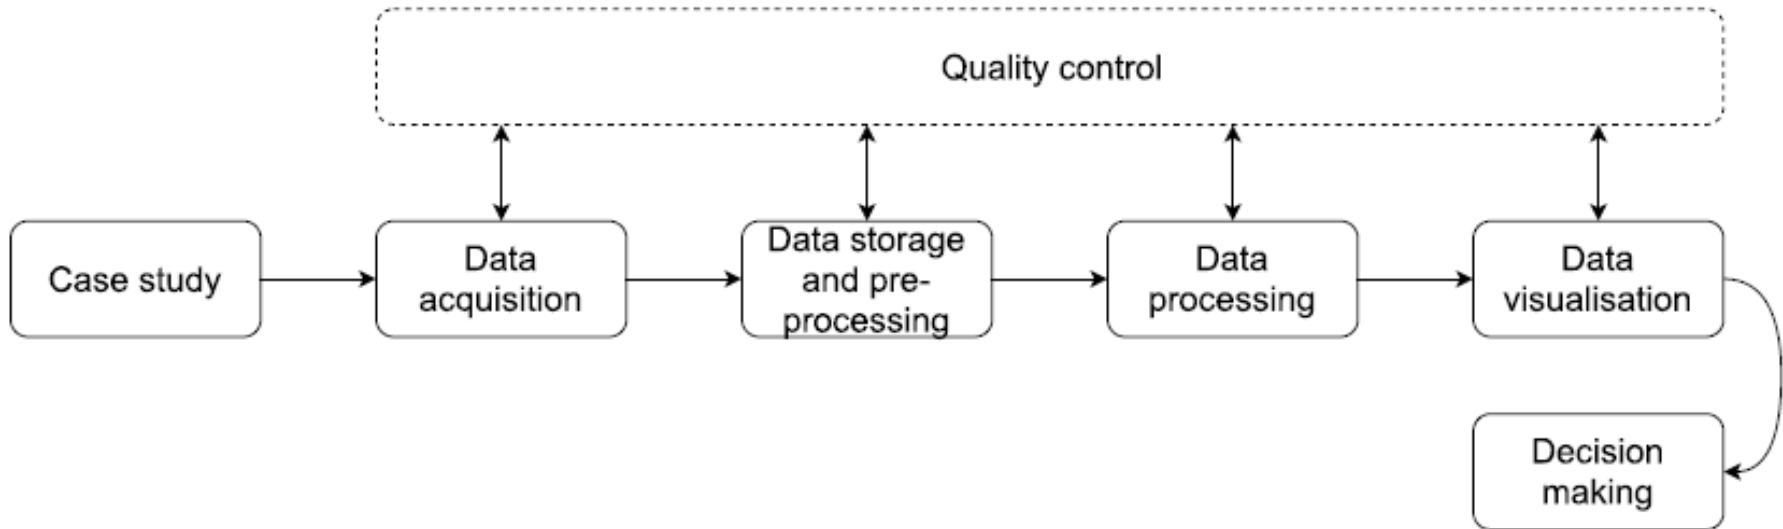 Quality control
Case study
Data
acquisition
Data storage
and pre-
processing
Data
processing
Data
visualisation
Decision
making